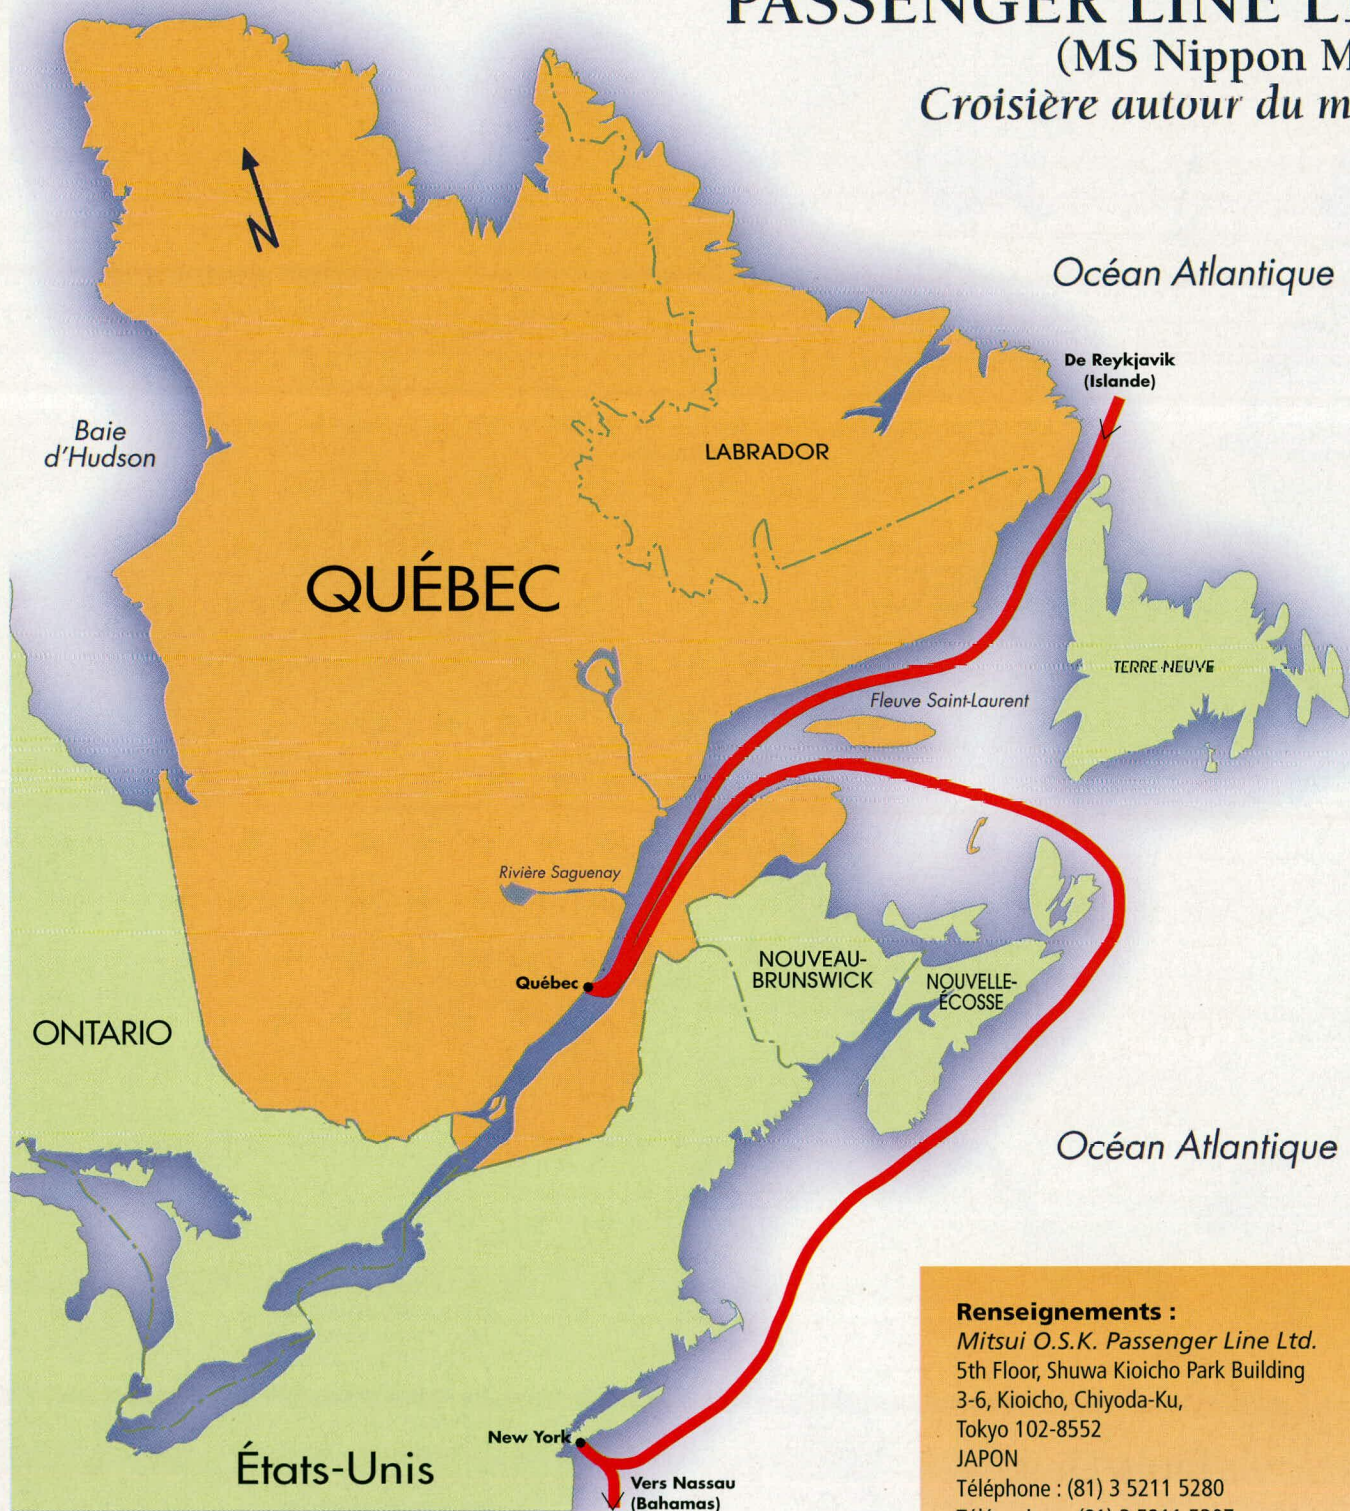 PASSENGER LINE
(MS Nippon
Croisière autour du
N
Océan Atlantique
De Reykjavik
(Islande)
Baie
d'Hudson
LABRADOR
QUÉBEC
TERRE-NEUVE
Fleuve Saint-Laurent
Rivière Saguenay
Québec
NOUVEAU-
BRUNSWICK
NOUVELLE-
ÉCOSSE
ONTARIO
Océan Atlantique
New York
États-Unis
Vers Nassau
(Bahamas)
Renseignements :
Mitsui O.S.K. Passenger Line Ltd.
5th Floor, Shuwa Kioicho Park Building
3-6, Kioicho, Chiyoda-Ku,
Tokyo 102-8552
JAPON
Téléphone : (81) 3 5211 5280